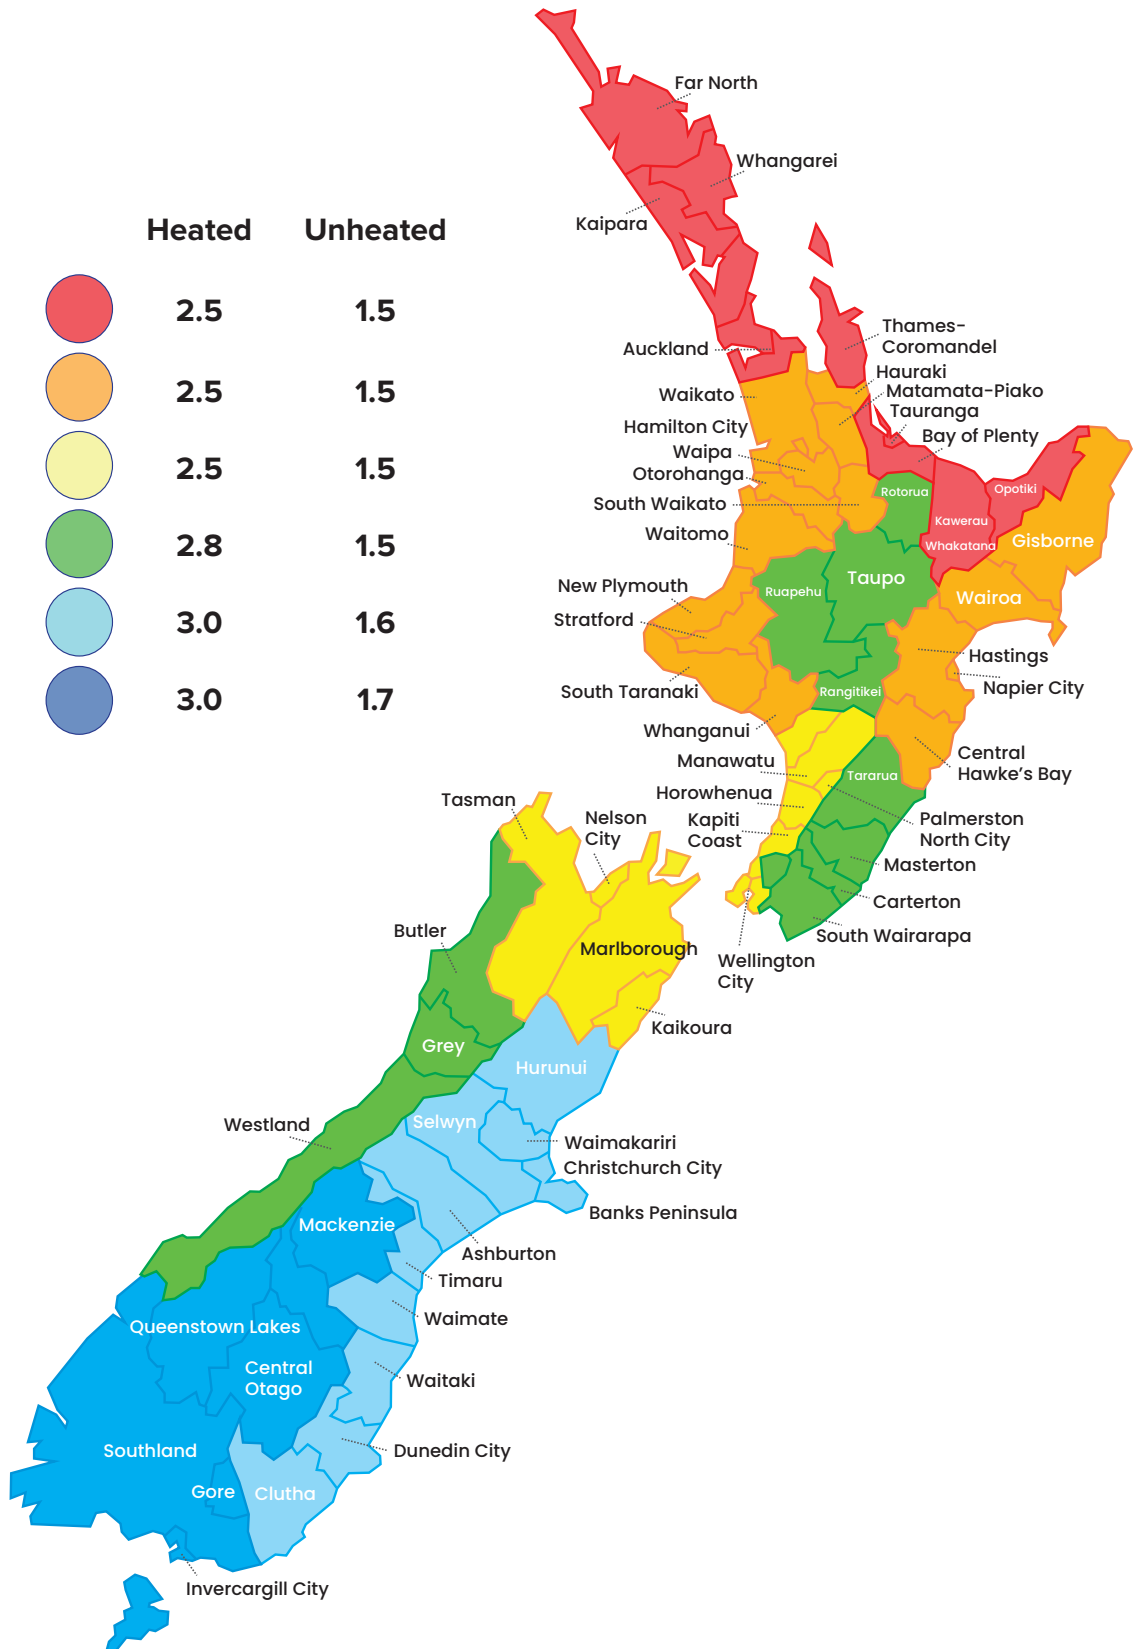 Far North
Whangarei
Kaipara
Heated Unheated
2.5 1.5
2.5 1.5
2.5 1.5
2.8 1.5
3.0 1.6
3.0 1.7
Thames-
Coromandel
Auckland
Hauraki
Waikato
Matamata-Piako
Tauranga
Hamilton City
Bay of Plenty
Waipa
Otorohanga
Rotorua
Opotiki
South Waikato
Kawerau
Waitomo
Whakatana
Gisborne
New Plymouth
Ruapehu
Taupo
Wairoa
Stratford
Hastings
South Taranaki
Rangitikei
Napier City
Whanganui
Manawatu
Central
Hawke's Bay
Tararua
Horowhenua
Tasman
Nelson
City
Kapiti
Coast
Palmerston
North City
Masterton
Carterton
Butler
South Wairarapa
Marlborough
Wellington
City
Kaikoura
Grey
Hurunui
Westland
Selwyn
Waimakariri
Christchurch City
Banks Peninsula
Mackenzie
Ashburton
Timaru
Waimate
Queenstown Lakes
Central
Otago
Waitaki
Southland
Dunedin City
Gore
Clutha
Invercargill City